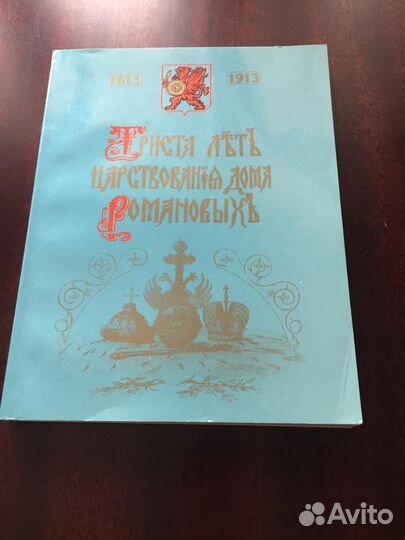 1613 1913
Триста лѣтъ
царствованія дома
Романовыхъ
Avito